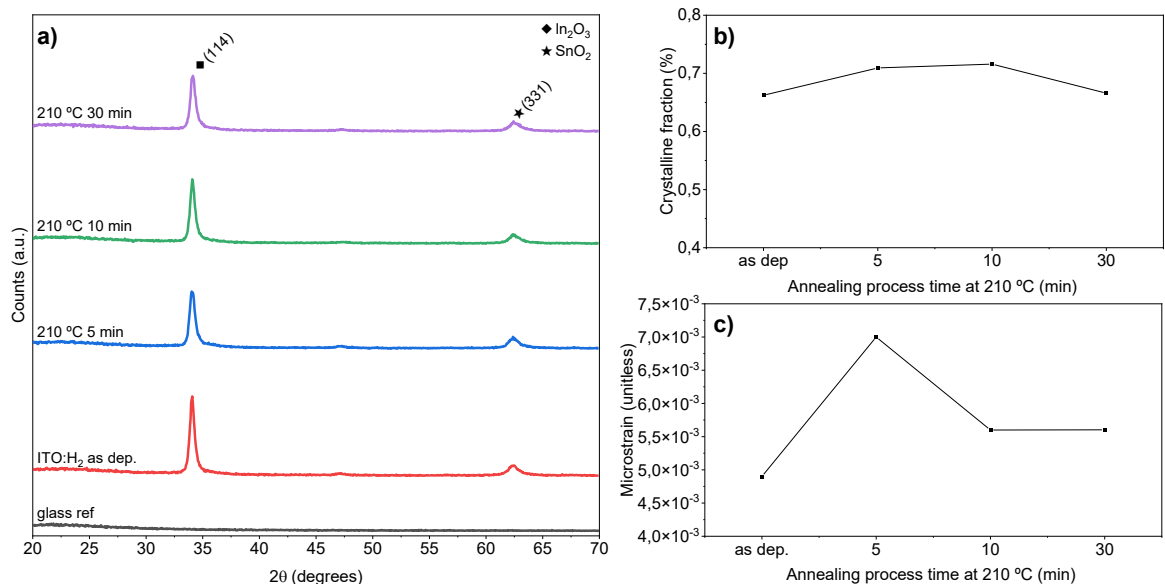 a)
◆ In₂O₃
★ SnO₂
■ (114)
★ (331)
210 ºC 30 min
210 ºC 10 min
210 ºC 5 min
ITO:H₂ as dep.
glass ref
Counts (a.u.)
20 25 30 35 40 45 50 55 60 65 70
2θ (degrees)
b)
0,8
0,7
0,6
0,5
0,4
Crystalline fraction (%)
as dep 5 10 30
Annealing process time at 210 ºC (min)
c)
7,5×10⁻³
7,0×10⁻³
6,5×10⁻³
6,0×10⁻³
5,5×10⁻³
5,0×10⁻³
4,5×10⁻³
4,0×10⁻³
Microstrain (unitless)
as dep. 5 10 30
Annealing process time at 210 ºC (min)